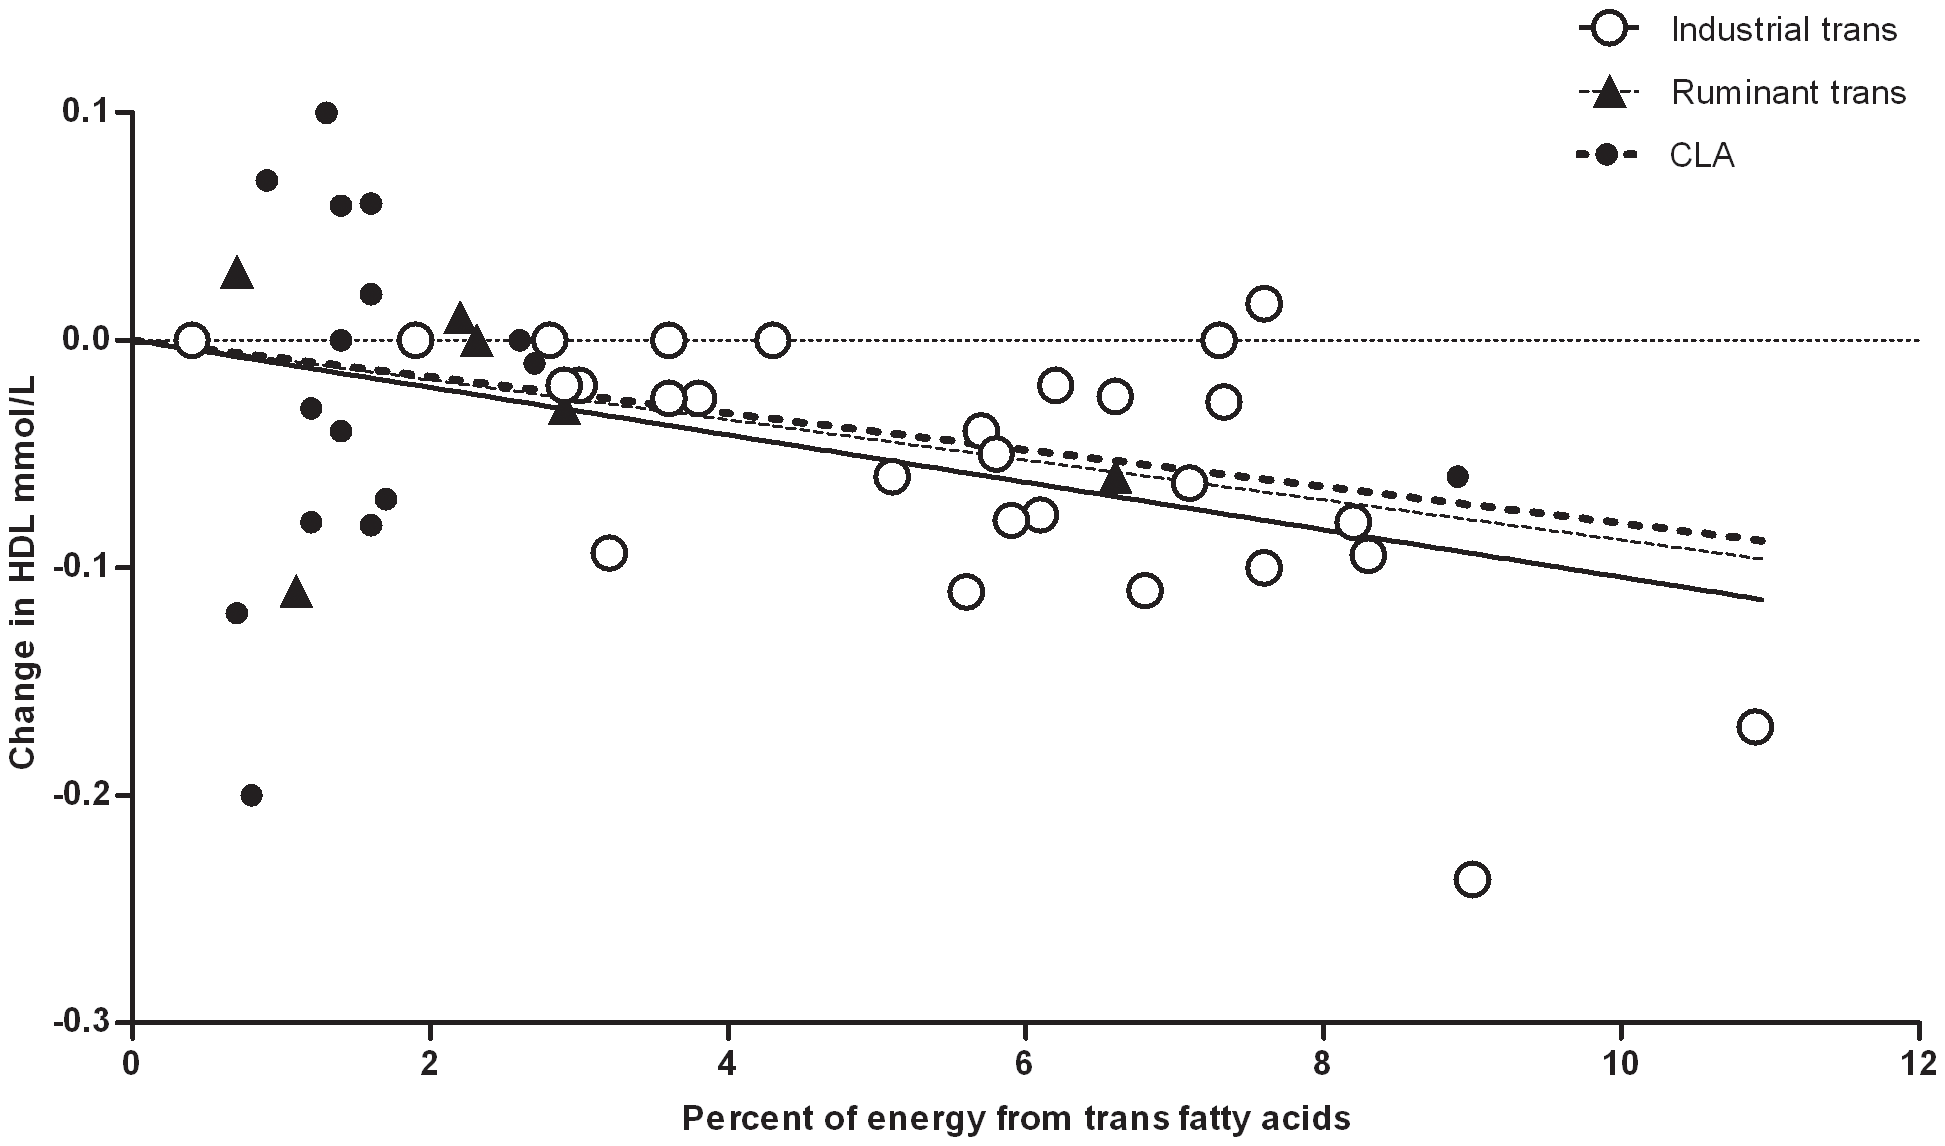 Industrial trans
Ruminant trans
CLA
0.1
0.0
-0.1
-0.2
-0.3
Change in HDL mmol/L
0 2 4 6 8 10 12
Percent of energy from trans fatty acids